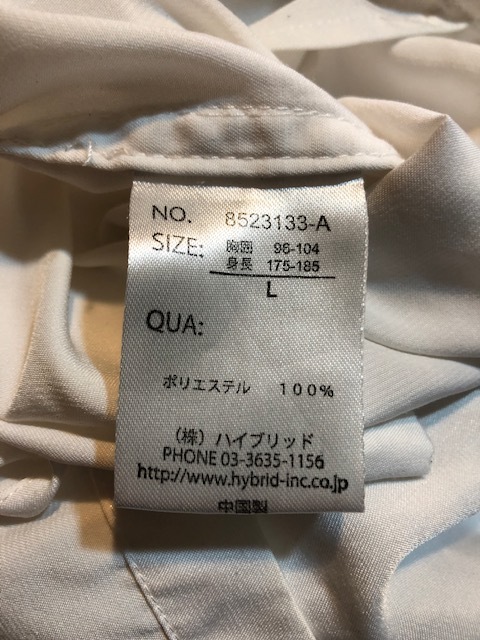 NO. 8523133-A
SIZE: 胸囲 96-104
身長 175-185
L
QUA:
ポリエステル 100%
(株)ハイブリッド
PHONE 03-3635-1156
http://www.hybrid-inc.co.jp
中国製